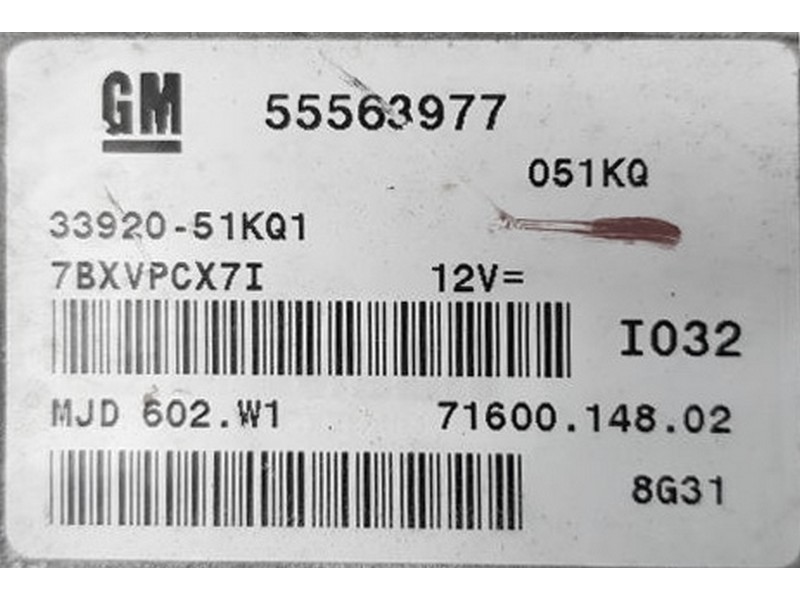 GM 55563977
051KQ
33920-51KQ1
7BXVPCX7I 12V=
I032
MJD 602.W1 71600.148.02
8G31